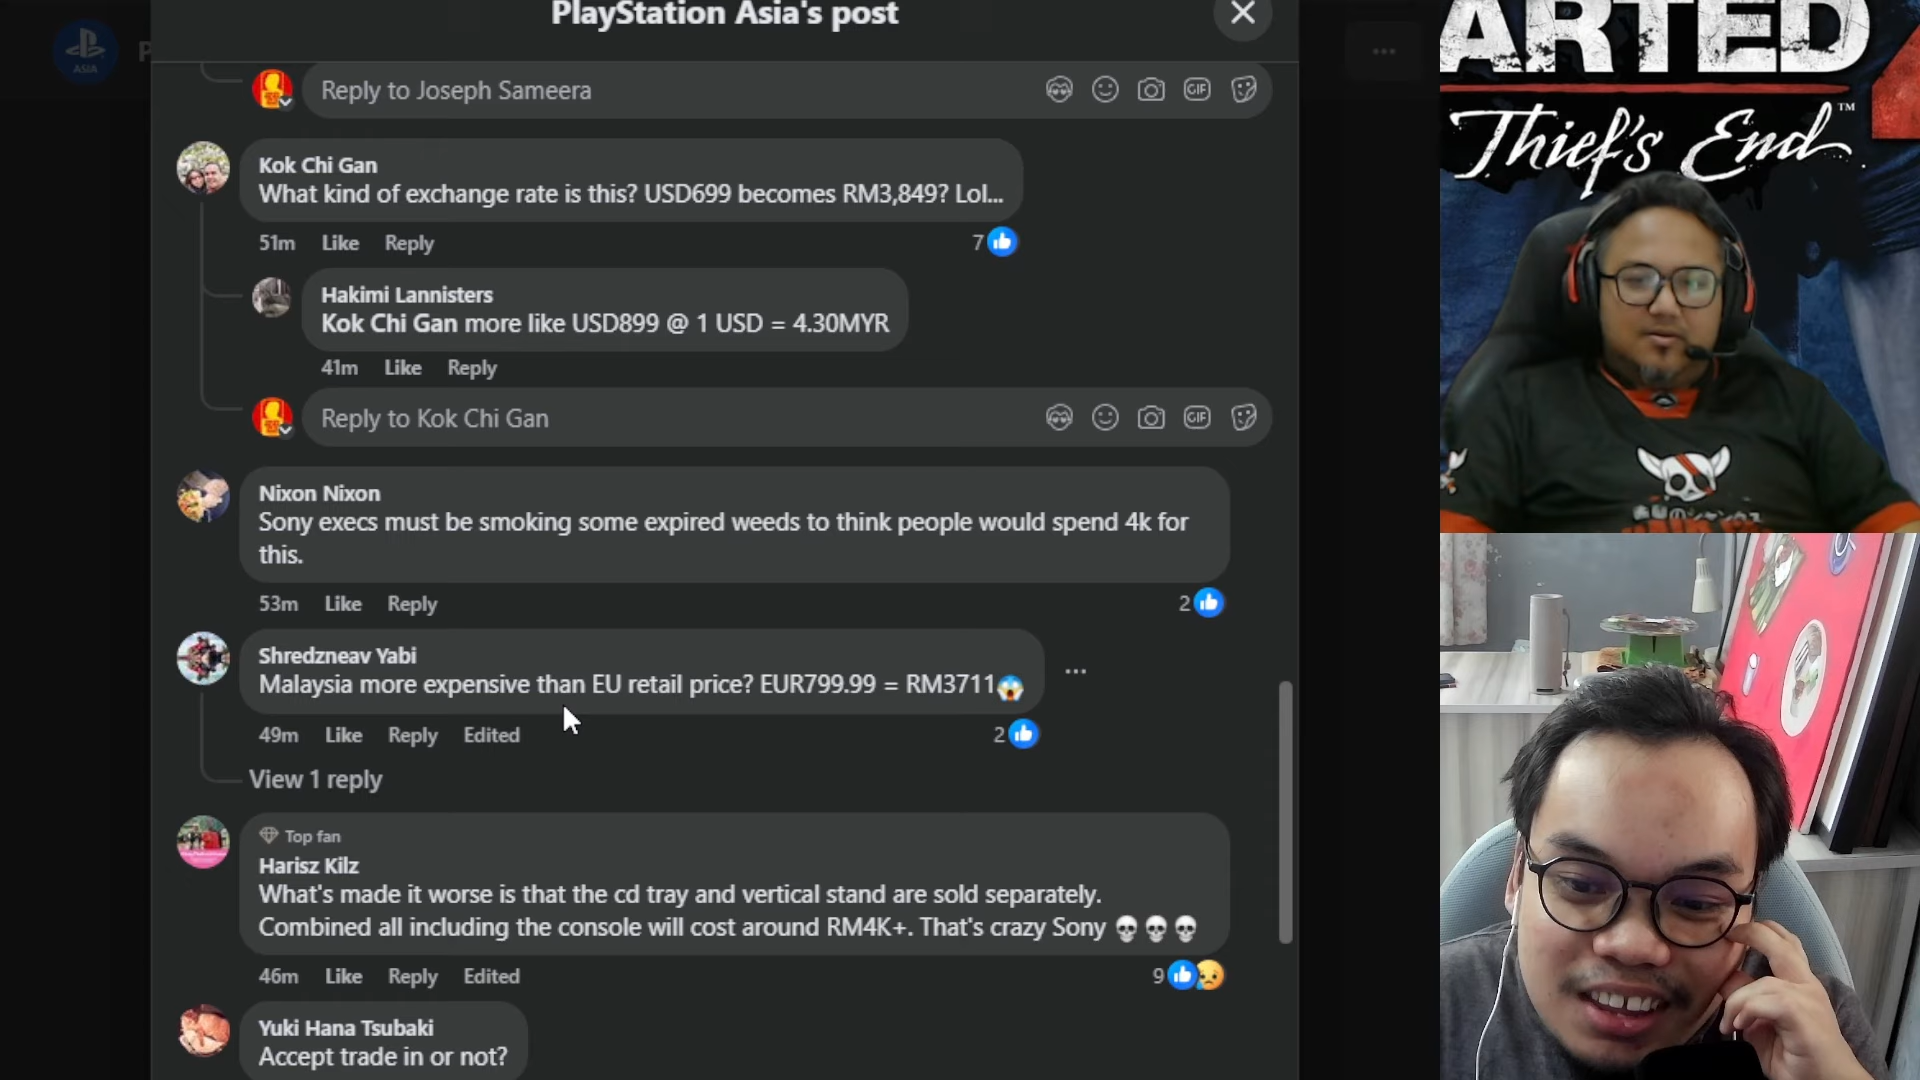 PlayStation Asia's post
P
ASIA
Reply to Joseph Sameera
GIF
Kok Chi Gan
What kind of exchange rate is this? USD699 becomes RM3,849? Lol...
51m Like Reply 7
Hakimi Lannisters
Kok Chi Gan more like USD899 @ 1 USD = 4.30MYR
41m Like Reply
Reply to Kok Chi Gan
GIF
Nixon Nixon
Sony execs must be smoking some expired weeds to think people would spend 4k for
this.
53m Like Reply 2
Shredzneav Yabi
Malaysia more expensive than EU retail price? EUR799.99 = RM3711😱
49m Like Reply Edited 2
View 1 reply
Top fan
Harisz Kilz
What's made it worse is that the cd tray and vertical stand are sold separately.
Combined all including the console will cost around RM4K+. That's crazy Sony 💀💀💀
46m Like Reply Edited 9
Yuki Hana Tsubaki
Accept trade in or not?
ARTED
Thief's End™